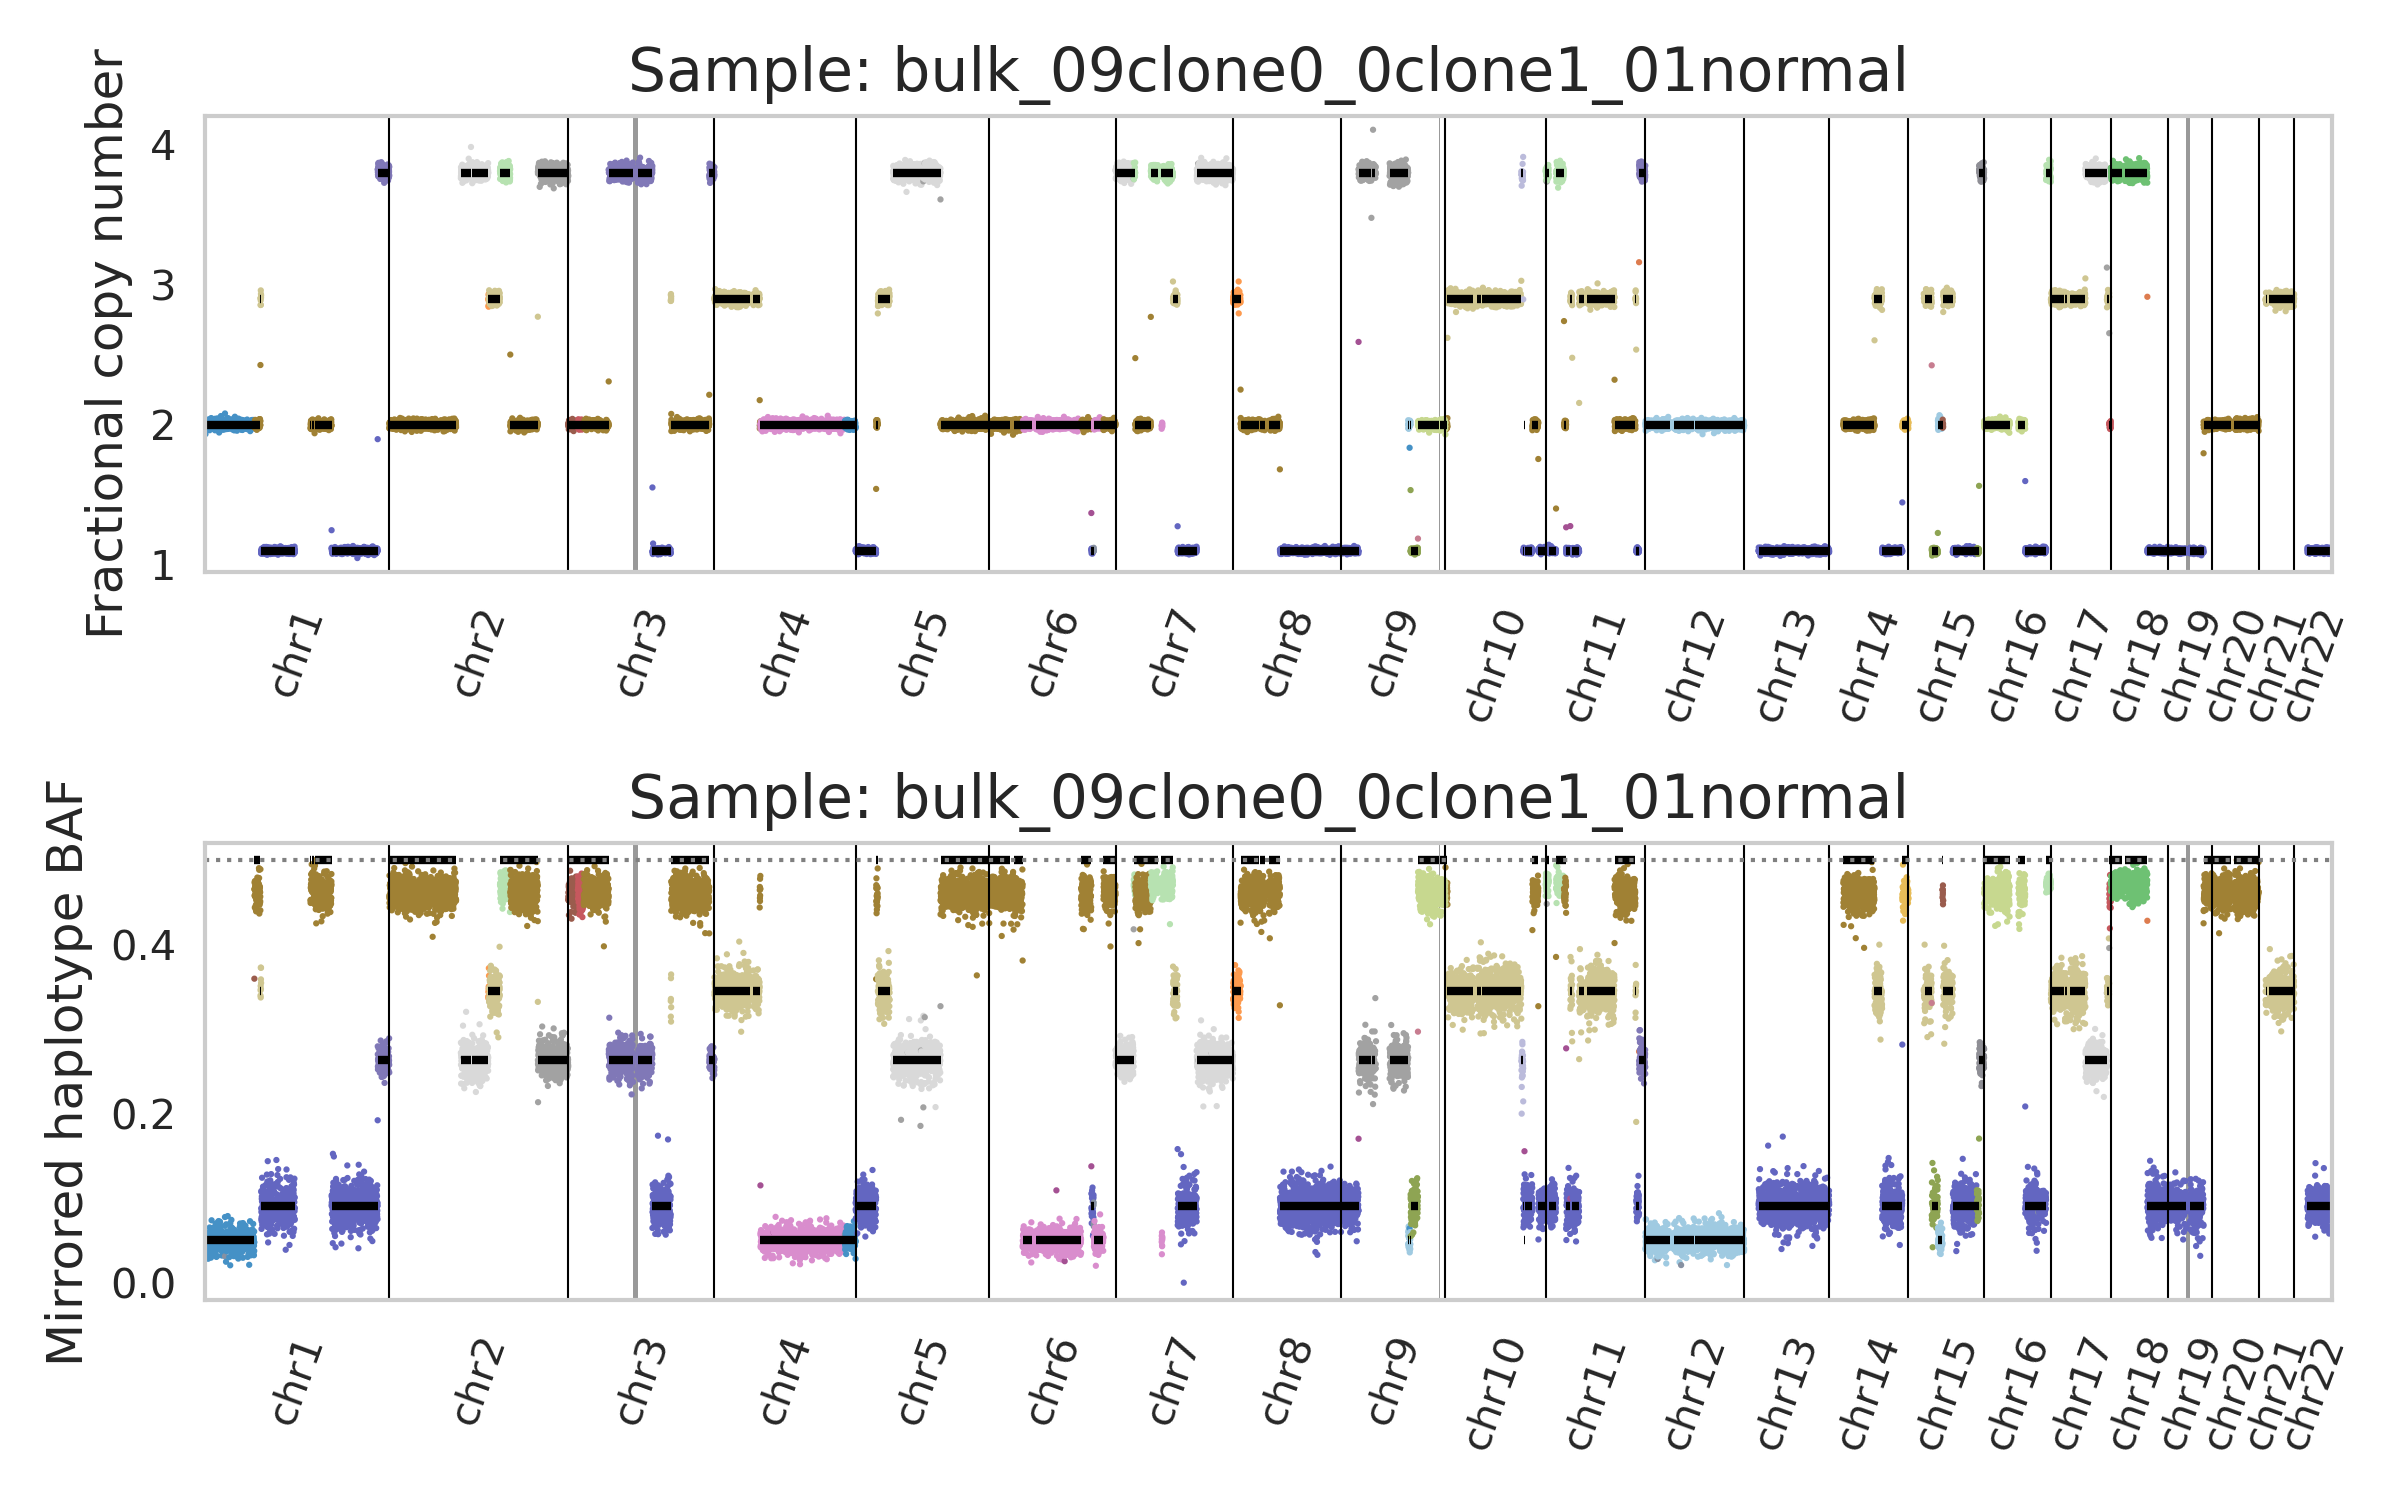 Sample: bulk_09clone0_0clone1_01normal
Fractional copy number
4
3
2
1
chr1 chr2 chr3 chr4 chr5 chr6 chr7 chr8 chr9 chr10 chr11 chr12 chr13 chr14 chr15 chr16 chr17 chr18 chr19 chr20 chr21 chr22
Sample: bulk_09clone0_0clone1_01normal
Mirrored haplotype BAF
0.4
0.2
0.0
chr1 chr2 chr3 chr4 chr5 chr6 chr7 chr8 chr9 chr10 chr11 chr12 chr13 chr14 chr15 chr16 chr17 chr18 chr19 chr20 chr21 chr22